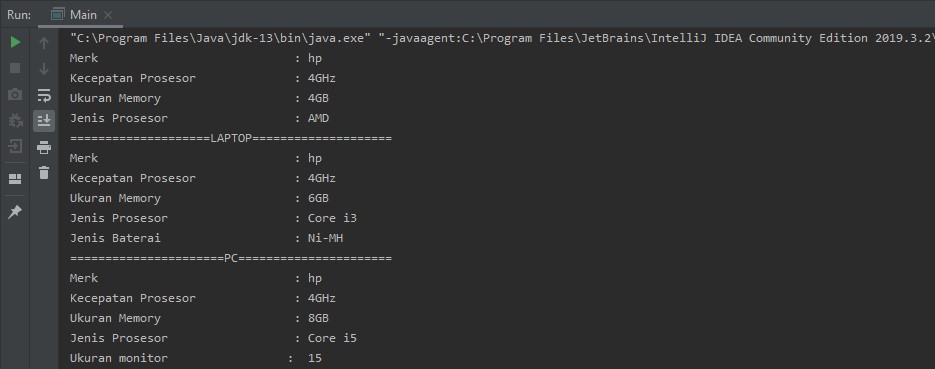 Run: Main
"C:\Program Files\Java\jdk-13\bin\java.exe" "-javaagent:C:\Program Files\JetBrains\IntelliJ IDEA Community Edition 2019.3.2\
Merk : hp
Kecepatan Prosesor : 4GHz
Ukuran Memory : 4GB
Jenis Prosesor : AMD
====================LAPTOP====================
Merk : hp
Kecepatan Prosesor : 4GHz
Ukuran Memory : 6GB
Jenis Prosesor : Core i3
Jenis Baterai : Ni-MH
======================PC======================
Merk : hp
Kecepatan Prosesor : 4GHz
Ukuran Memory : 8GB
Jenis Prosesor : Core i5
Ukuran monitor : 15